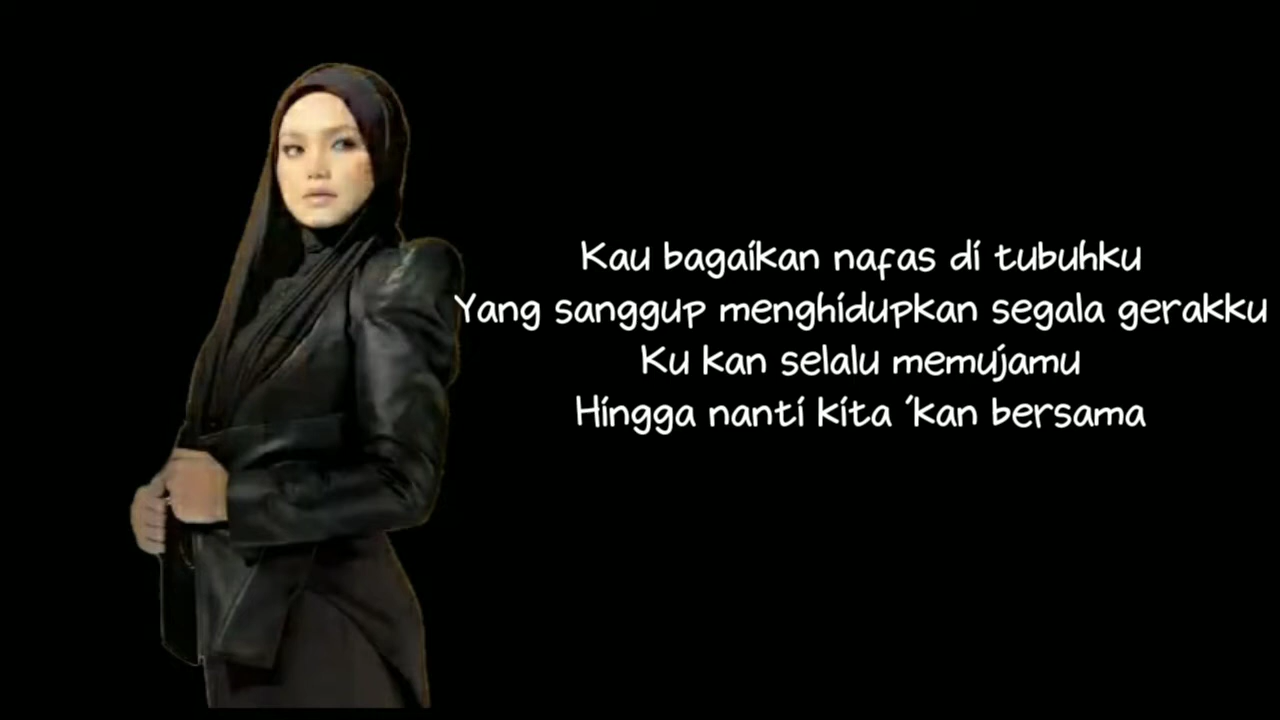 Kau bagaikan nafas di tubuhku
Yang sanggup menghidupkan segala gerakku
Ku kan selalu memujamu
Hingga nanti kita 'kan bersama